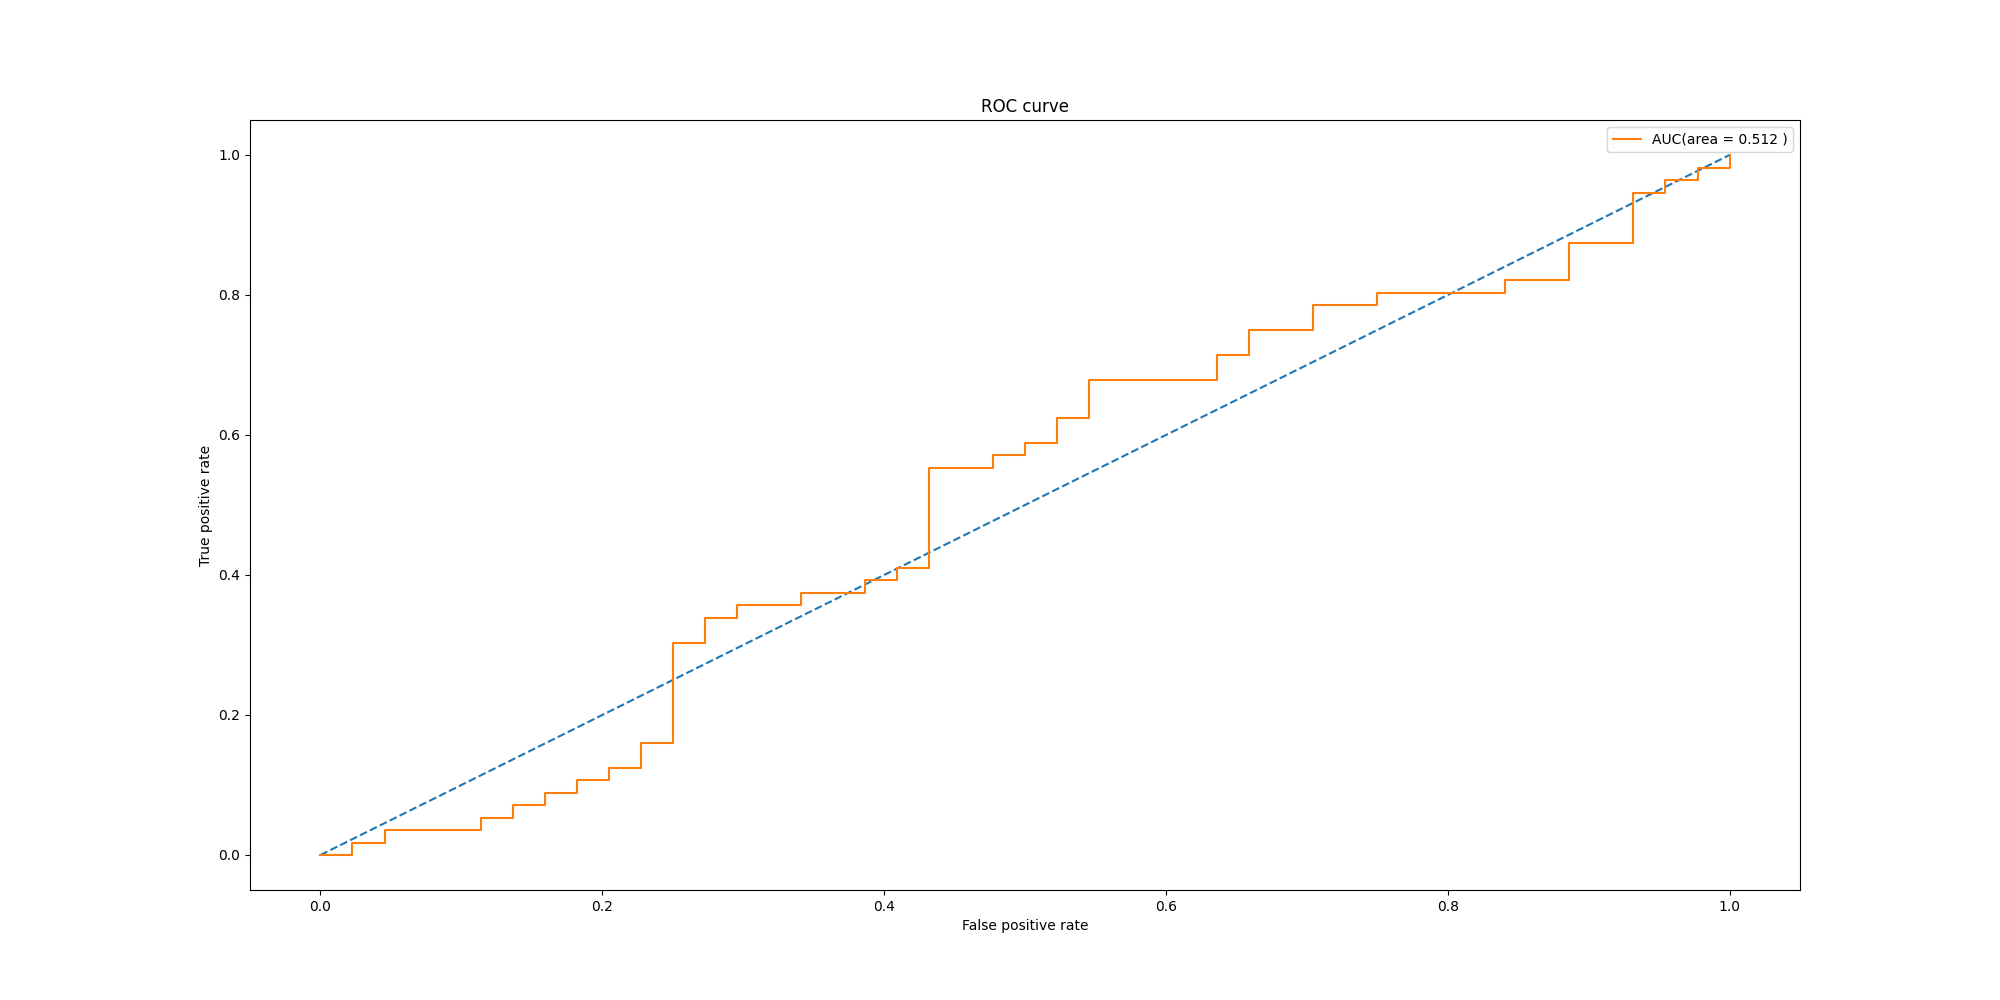 ROC curve
AUC(area = 0.512 )
True positive rate
1.0
0.8
0.6
0.4
0.2
0.0
0.0 0.2 0.4 0.6 0.8 1.0
False positive rate